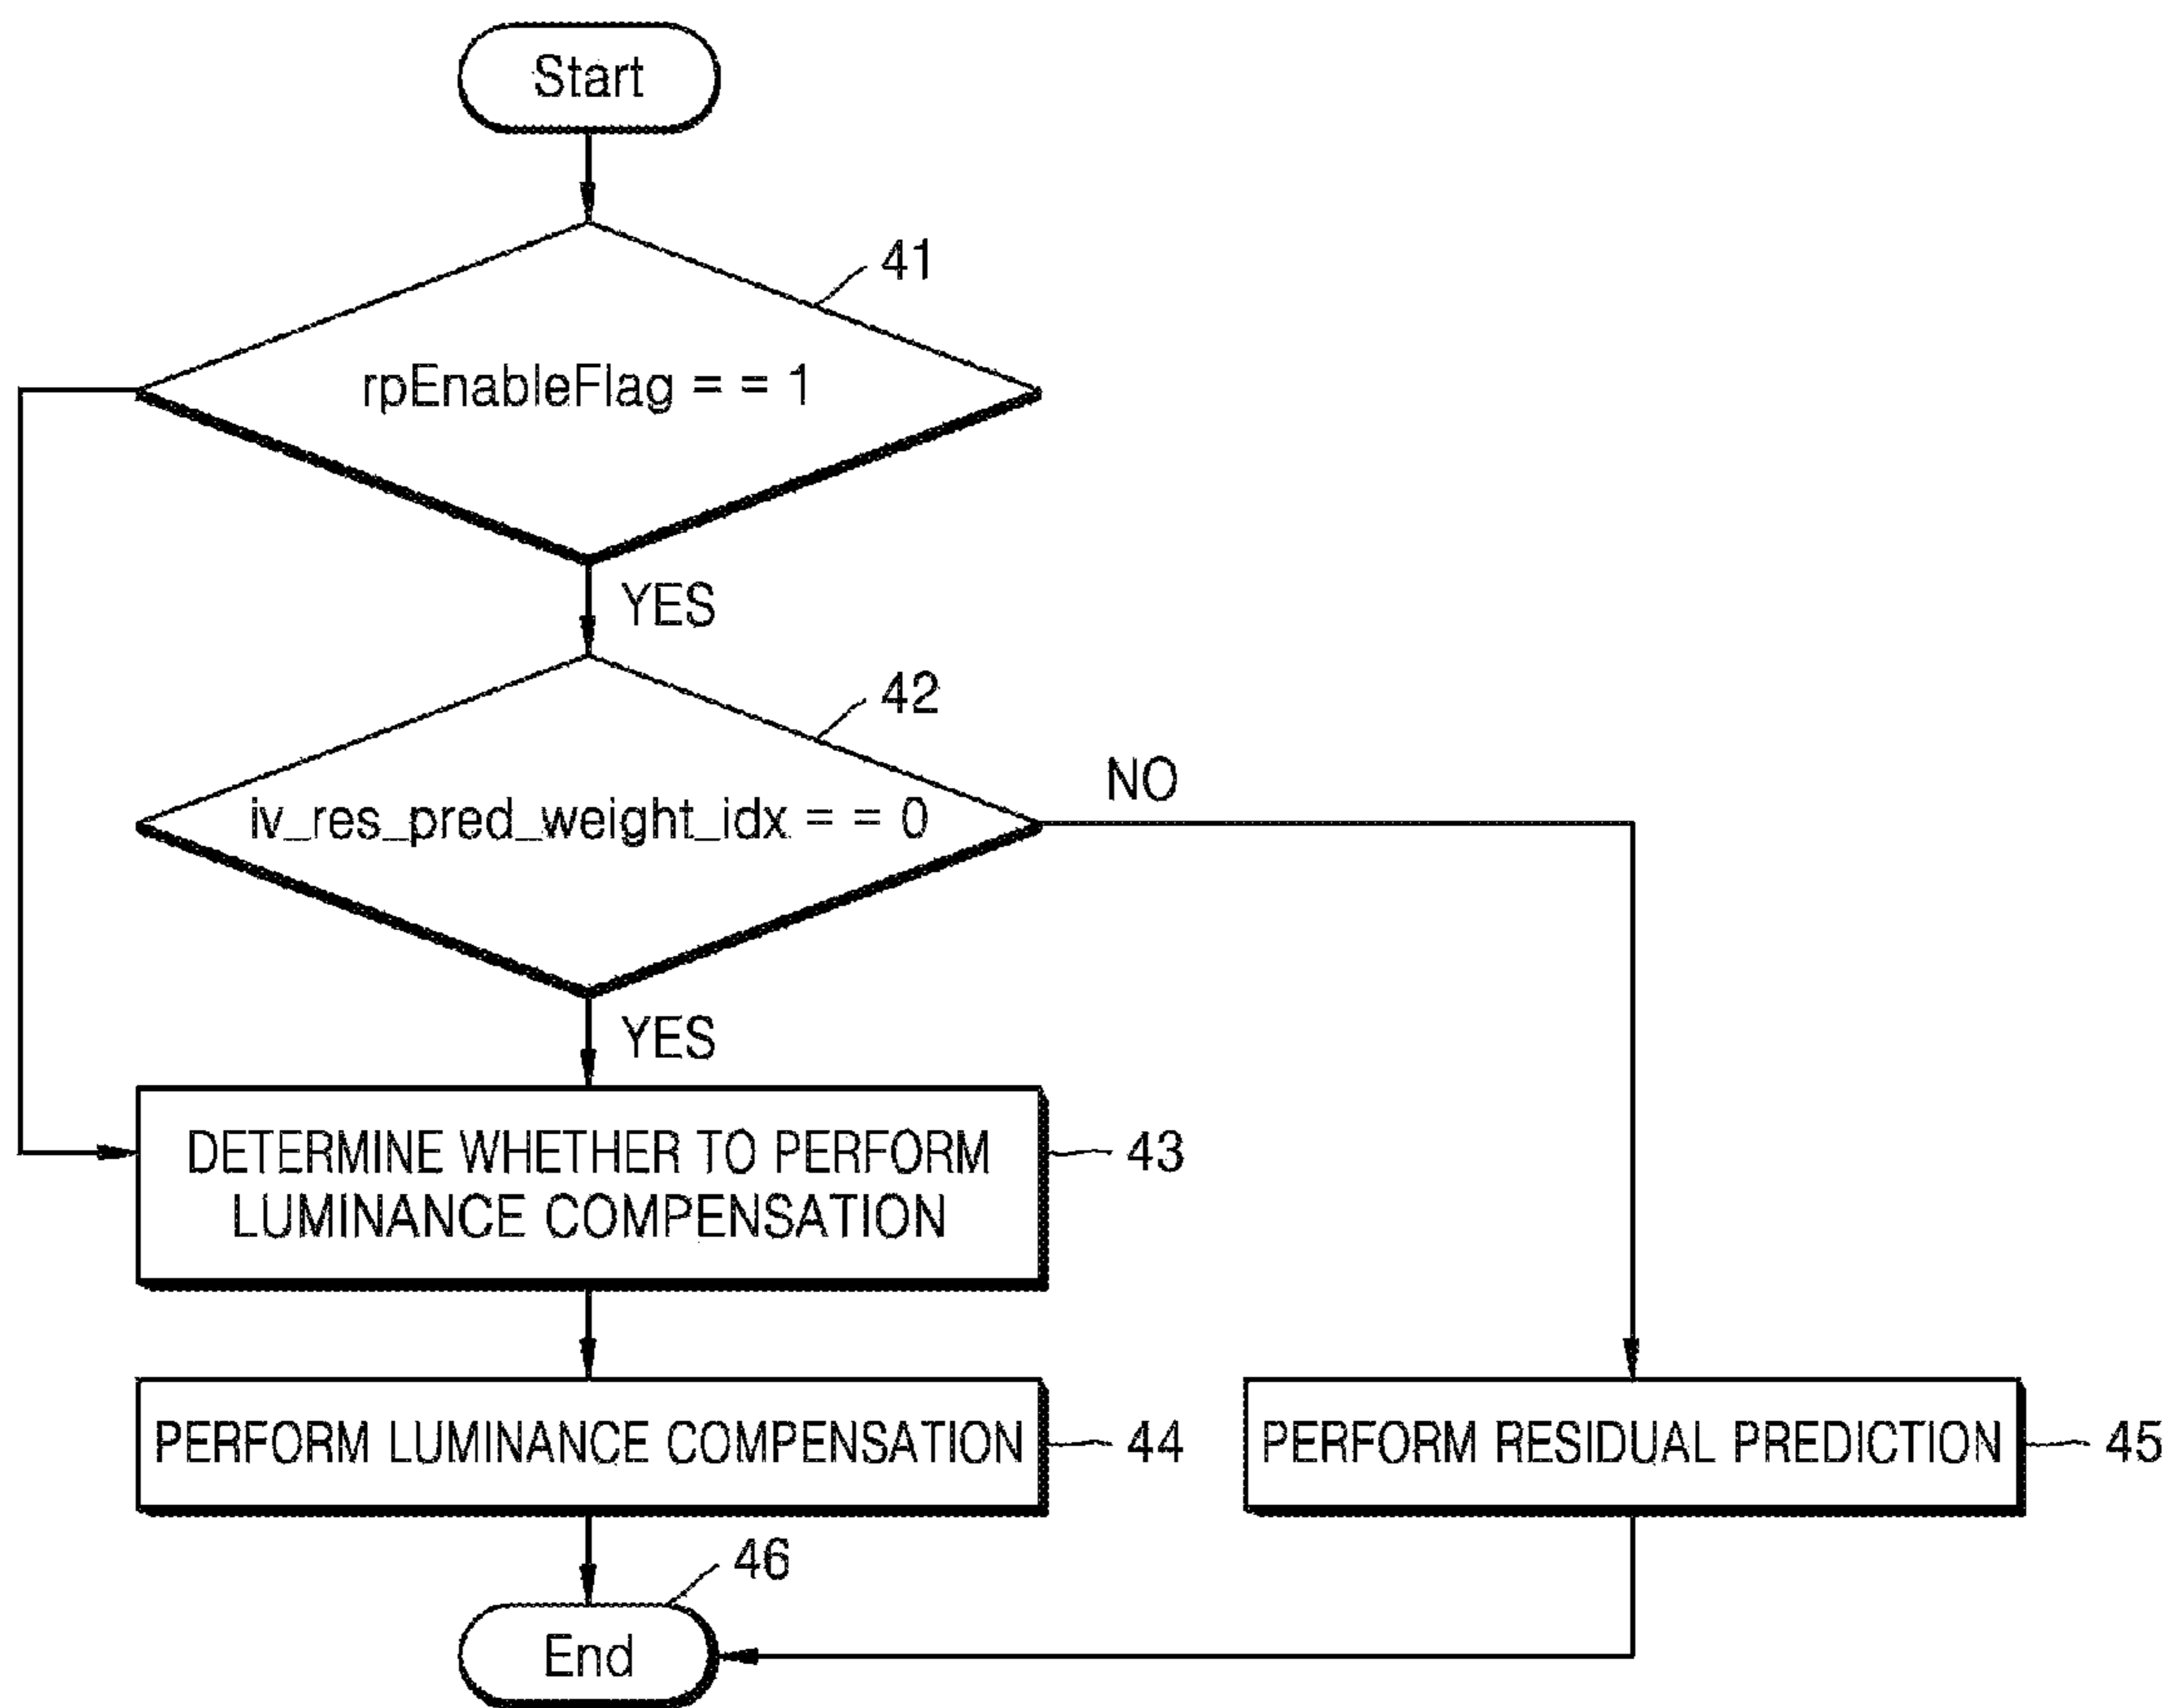 Start
41
rpEnableFlag = = 1
YES
42
iv_res_pred_weight_idx = = 0
NO
YES
DETERMINE WHETHER TO PERFORM
LUMINANCE COMPENSATION
43
PERFORM LUMINANCE COMPENSATION
44
PERFORM RESIDUAL PREDICTION
45
46
End